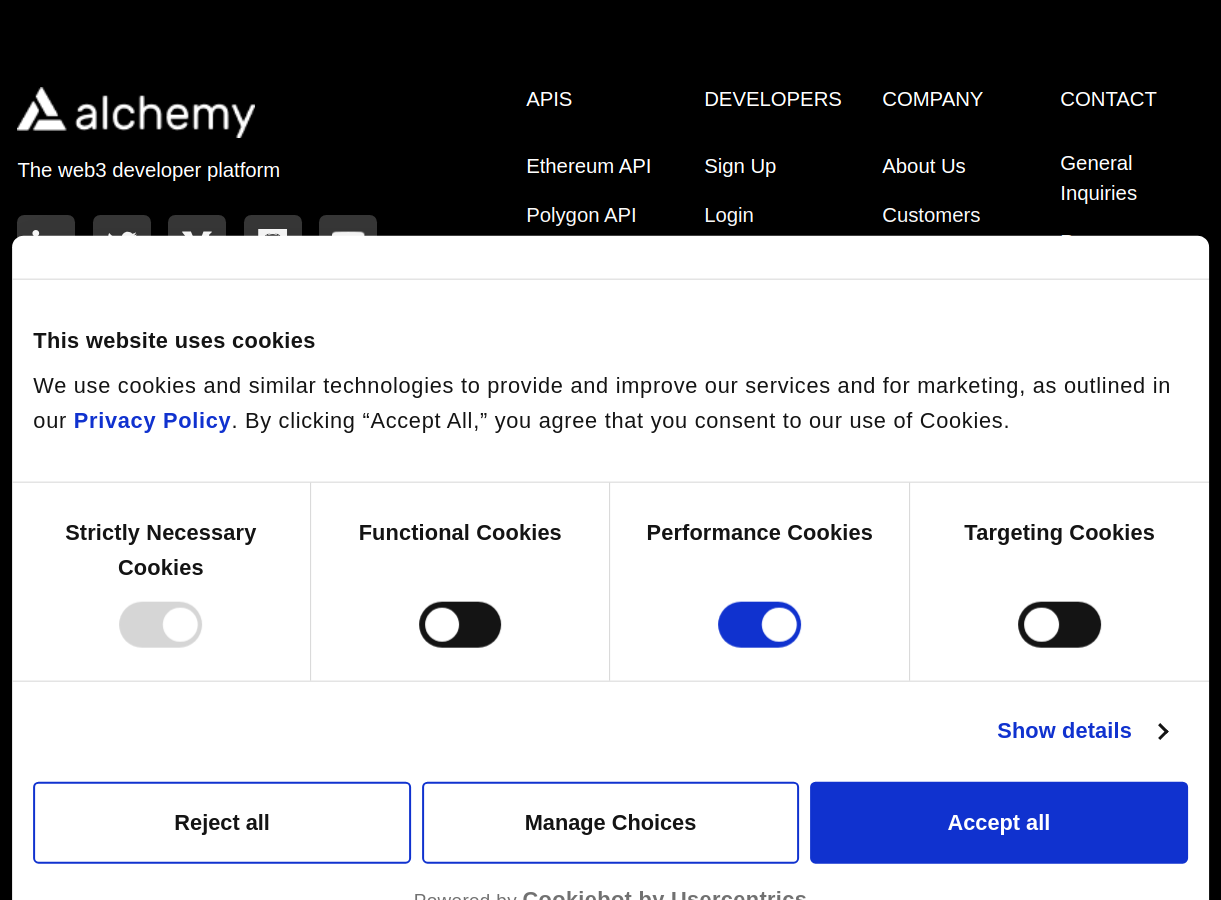 alchemy
The web3 developer platform
APIS
Ethereum API
Polygon API
DEVELOPERS
Sign Up
Login
COMPANY
About Us
Customers
CONTACT
General
Inquiries
This website uses cookies
We use cookies and similar technologies to provide and improve our services and for marketing, as outlined in
our Privacy Policy. By clicking “Accept All,” you agree that you consent to our use of Cookies.
Strictly Necessary
Cookies
Functional Cookies
Performance Cookies
Targeting Cookies
Show details
Reject all
Manage Choices
Accept all
Powered by Cookiebot by Usercentrics